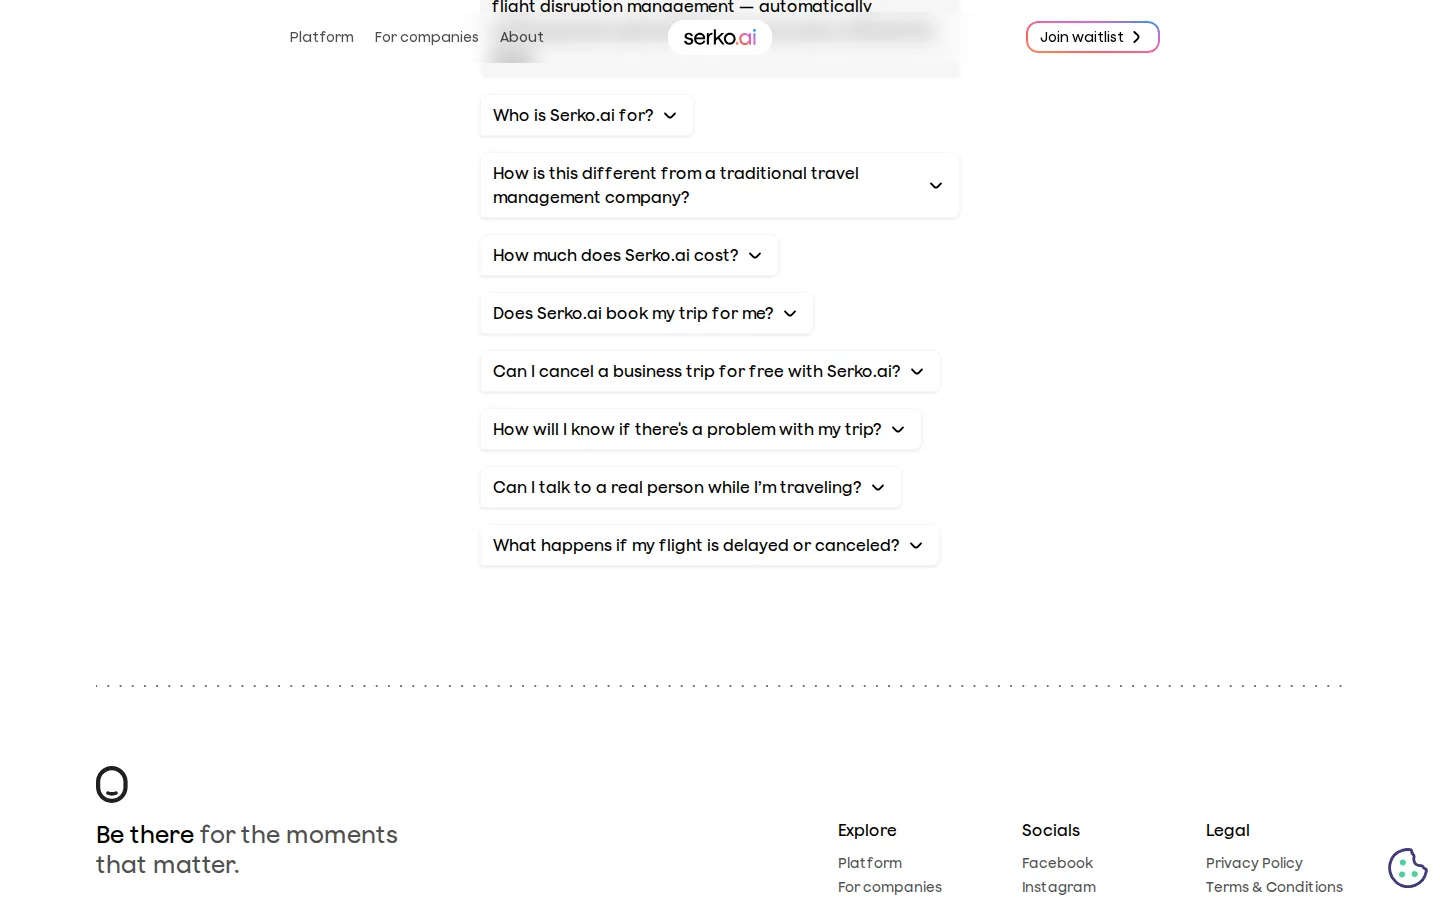 flight disruption management — automatically
Platform
For companies
About
serko.ai
Join waitlist
Who is Serko.ai for?
How is this different from a traditional travel
management company?
How much does Serko.ai cost?
Does Serko.ai book my trip for me?
Can I cancel a business trip for free with Serko.ai?
How will I know if there's a problem with my trip?
Can I talk to a real person while I’m traveling?
What happens if my flight is delayed or canceled?
Be there for the moments
that matter.
Explore
Platform
For companies
Socials
Facebook
Instagram
Legal
Privacy Policy
Terms & Conditions